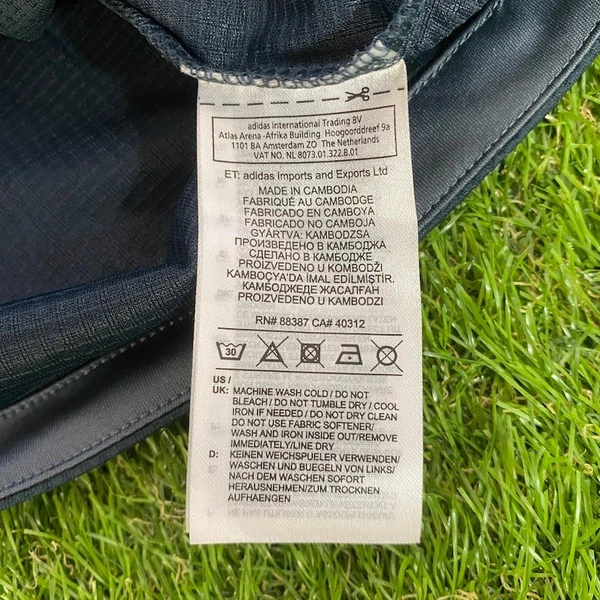 adidas International Trading BV
Atlas Arena -Afrika Building Hoogoorddreef 9a
1101 BA Amsterdam ZO The Netherlands
VAT NO. NL 8073.01.322.B.01
ET: adidas Imports and Exports Ltd
MADE IN CAMBODIA
FABRIQUÉ AU CAMBODGE
FABRICADO EN CAMBOYA
FABRICADO NO CAMBOJA
GYÁRTVA: KAMBODZSA
ПРОИЗВЕДЕНО В КАМБОДЖА
СДЕЛАНО В КАМБОДЖЕ
PROIZVEDENO U KOMBODŽI
KAMBOÇYA'DA İMAL EDİLMİŞTİR.
КАМБОДЖЕДЕ ЖАСАЛҒАН
PROIZVEDENO U KAMBODZI
RN# 88387 CA# 40312
30
US /
UK: MACHINE WASH COLD / DO NOT
BLEACH / DO NOT TUMBLE DRY / COOL
IRON IF NEEDED / DO NOT DRY CLEAN
DO NOT USE FABRIC SOFTENER/
WASH AND IRON INSIDE OUT/REMOVE
IMMEDIATELY/LINE DRY
D: KEINEN WEICHSPUELER VERWENDEN/
WASCHEN UND BUEGELN VON LINKS/
NACH DEM WASCHEN SOFORT
HERAUSNEHMEN/ZUM TROCKNEN
AUFHAENGEN